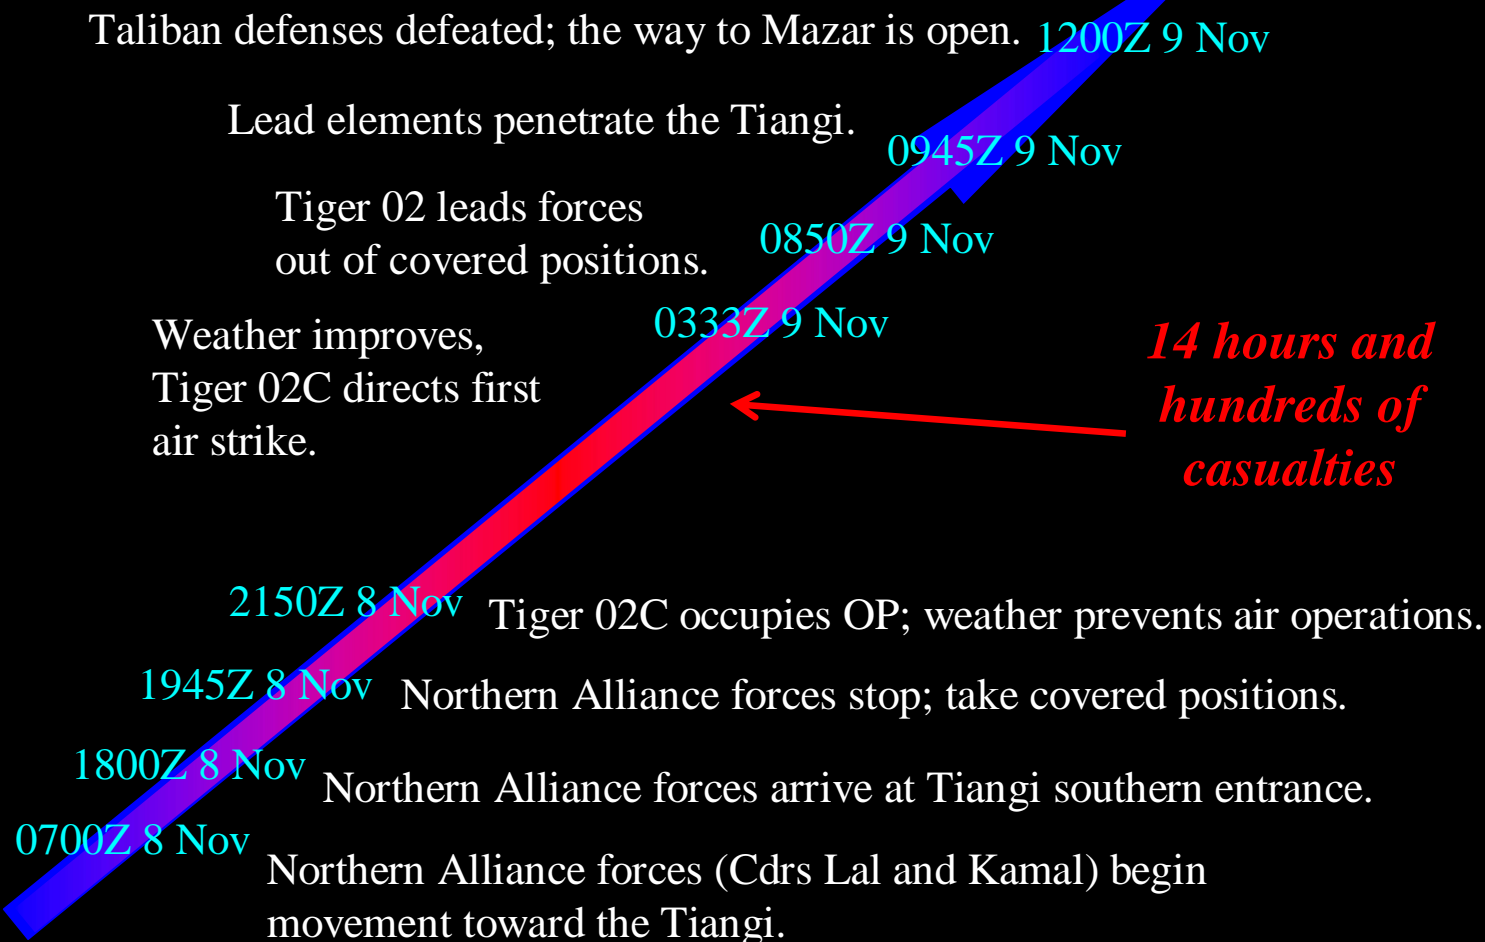 Taliban defenses defeated; the way to Mazar is open.
1200Z 9 Nov
Lead elements penetrate the Tiangi.
0945Z 9 Nov
Tiger 02 leads forces
out of covered positions.
0850Z 9 Nov
Weather improves,
Tiger 02C directs first
air strike.
0333Z 9 Nov
14 hours and
hundreds of
casualties
2150Z 8 Nov
Tiger 02C occupies OP; weather prevents air operations.
1945Z 8 Nov
Northern Alliance forces stop; take covered positions.
1800Z 8 Nov
Northern Alliance forces arrive at Tiangi southern entrance.
0700Z 8 Nov
Northern Alliance forces (Cdrs Lal and Kamal) begin
movement toward the Tiangi.